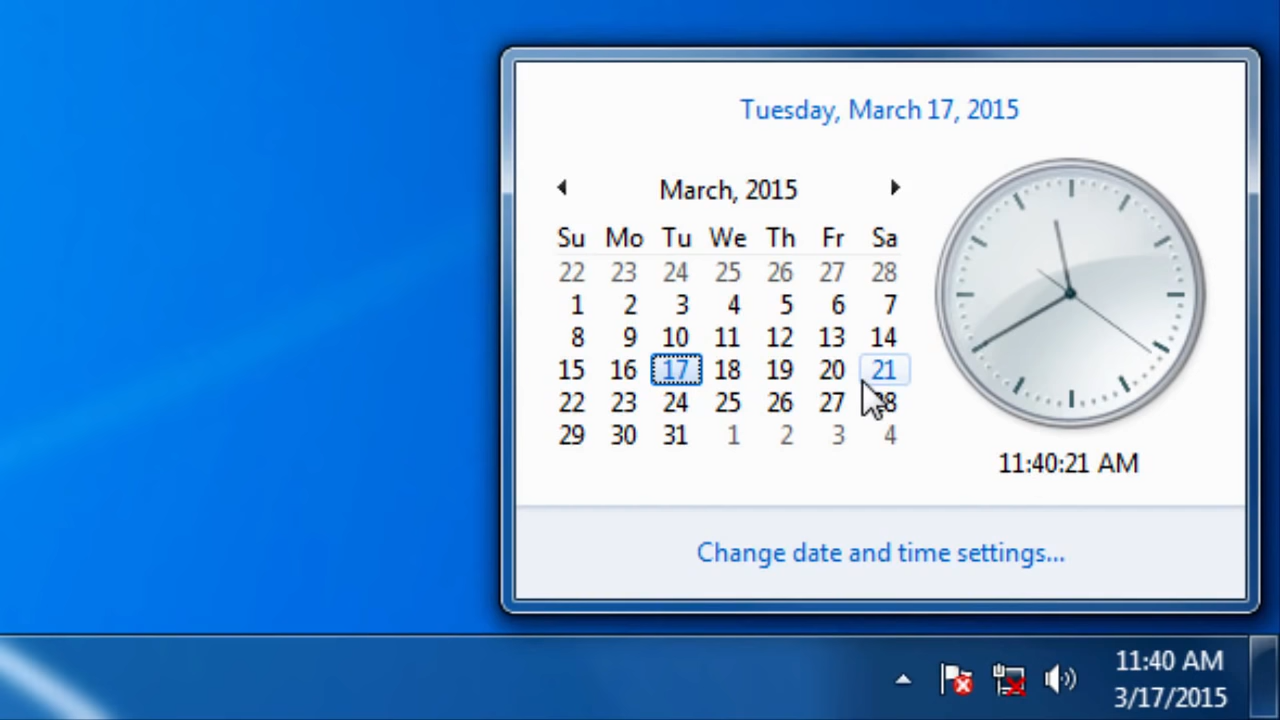 Tuesday, March 17, 2015
March, 2015
Su Mo Tu We Th Fr Sa
22 23 24 25 26 27 28
1 2 3 4 5 6 7
8 9 10 11 12 13 14
15 16 17 18 19 20 21
22 23 24 25 26 27 28
29 30 31 1 2 3 4
11:40:21 AM
Change date and time settings...
11:40 AM
3/17/2015